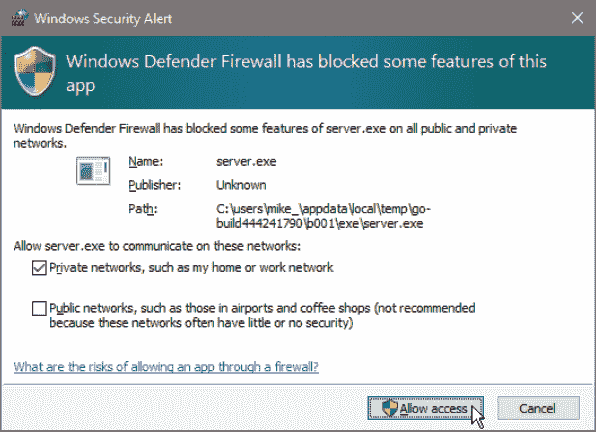 Windows Security Alert
Windows Defender Firewall has blocked some features of this
app
Windows Defender Firewall has blocked some features of server.exe on all public and private
networks.
Name: server.exe
Publisher: Unknown
Path: C:\users\mike_\appdata\local\temp\go-
build444241790\b001\exe\server.exe
Allow server.exe to communicate on these networks:
Private networks, such as my home or work network
Public networks, such as those in airports and coffee shops (not recommended
because these networks often have little or no security)
What are the risks of allowing an app through a firewall?
Allow access Cancel